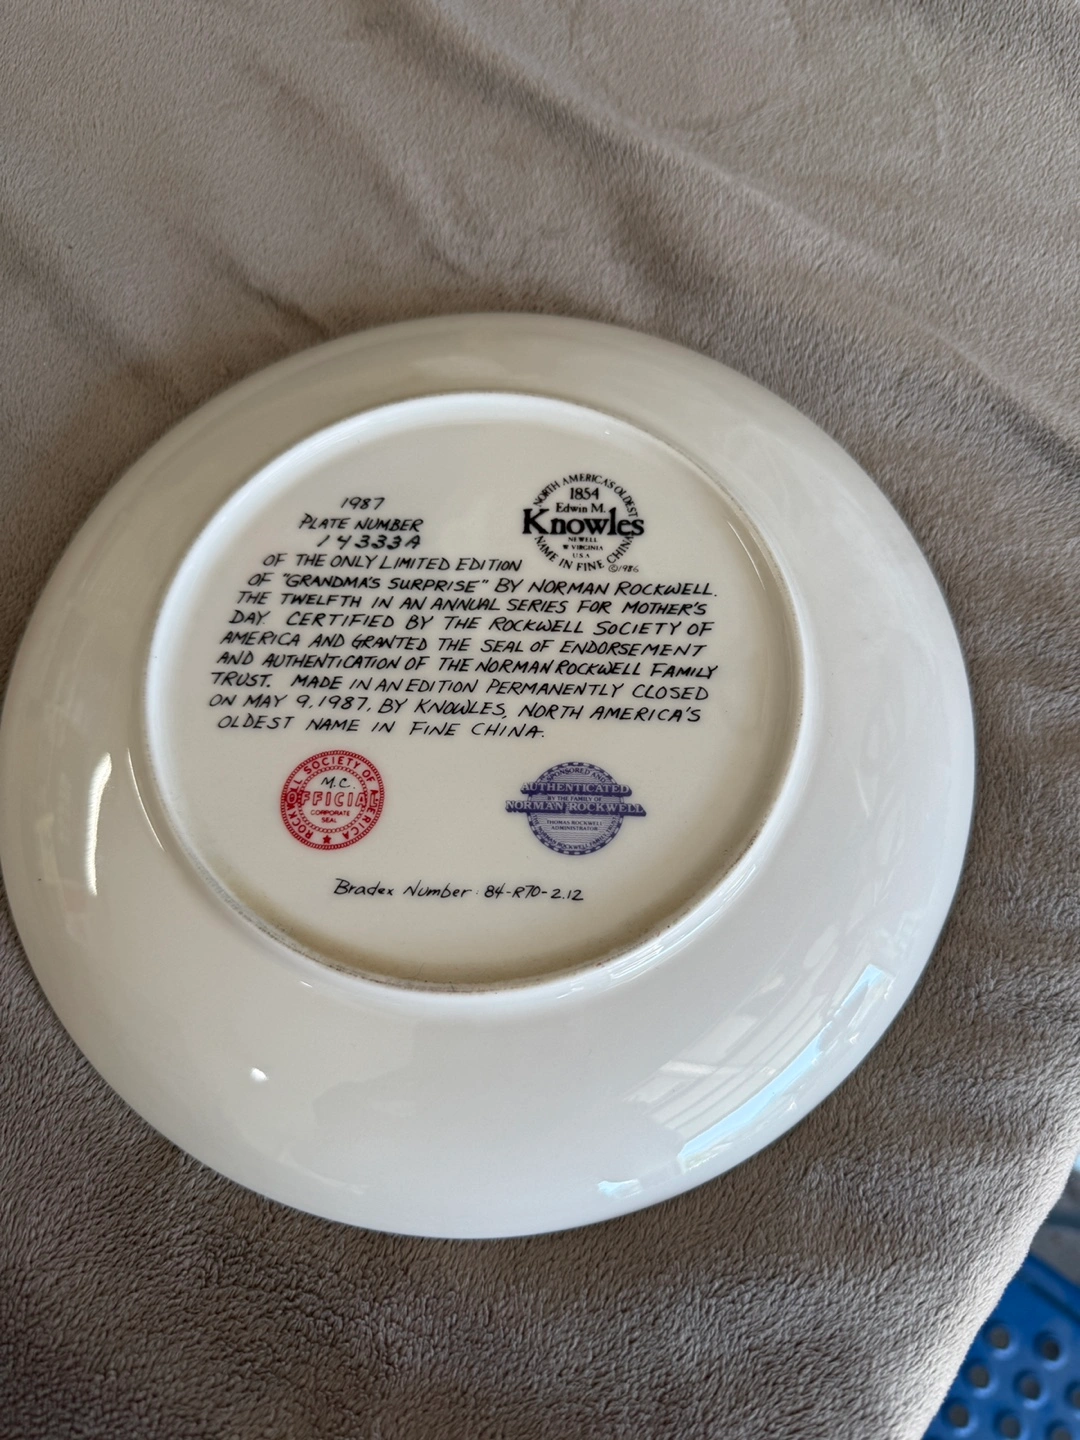 1987
PLATE NUMBER
14333A
OF THE ONLY LIMITED EDITION
OF "GRANDMA'S SURPRISE" BY NORMAN ROCKWELL.
THE TWELFTH IN AN ANNUAL SERIES FOR MOTHER'S
DAY. CERTIFIED BY THE ROCKWELL SOCIETY OF
AMERICA AND GRANTED THE SEAL OF ENDORSEMENT
AND AUTHENTICATION OF THE NORMAN ROCKWELL FAMILY
TRUST. MADE IN AN EDITION PERMANENTLY CLOSED
ON MAY 9, 1987, BY KNOWLES, NORTH AMERICA'S
OLDEST NAME IN FINE CHINA.
NORTH AMERICA'S OLDEST
1854
Edwin M.
Knowles
NEWELL
W VIRGINIA
U.S.A
NAME IN FINE CHINA
©1986
SOCIETY OF AMERICA
M.C.
OFFICIAL
CORPORATE
SEAL
SPONSORED AND
AUTHENTICATED
BY THE FAMILY OF
NORMAN ROCKWELL
THOMAS ROCKWELL
ADMINISTRATOR
NORMAN ROCKWELL FAMILY TRUST
Bradex Number: 84-R70-2.12